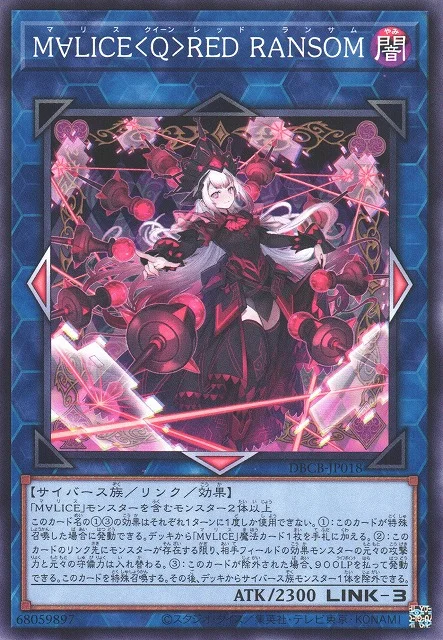 マリス クイーン レッド・ランサム
M∀LICE<Q>RED RANSOM
やみ
闇
DBCB-JP018
【サイバース族/リンク/効果】
「M∀LICE」モンスターを含むモンスター2体以上
このカード名の①③の効果はそれぞれ1ターンに1度しか使用できない。①:このカードが特殊
召喚した場合に発動できる。デッキから「M∀LICE」魔法カード1枚を手札に加える。②:こ
のカードのリンク先にモンスターが存在する限り、相手フィールドの効果モンスターの元々の攻撃
力と元々の守備力は入れ替わる。③:このカードが除外された場合、900LPを払って発動
できる。このカードを特殊召喚する。その後、デッキからサイバース族モンスター1体を除外できる。
ATK/2300 LINK-3
68059897
©スタジオ・ダイス/集英社・テレビ東京・KONAMI